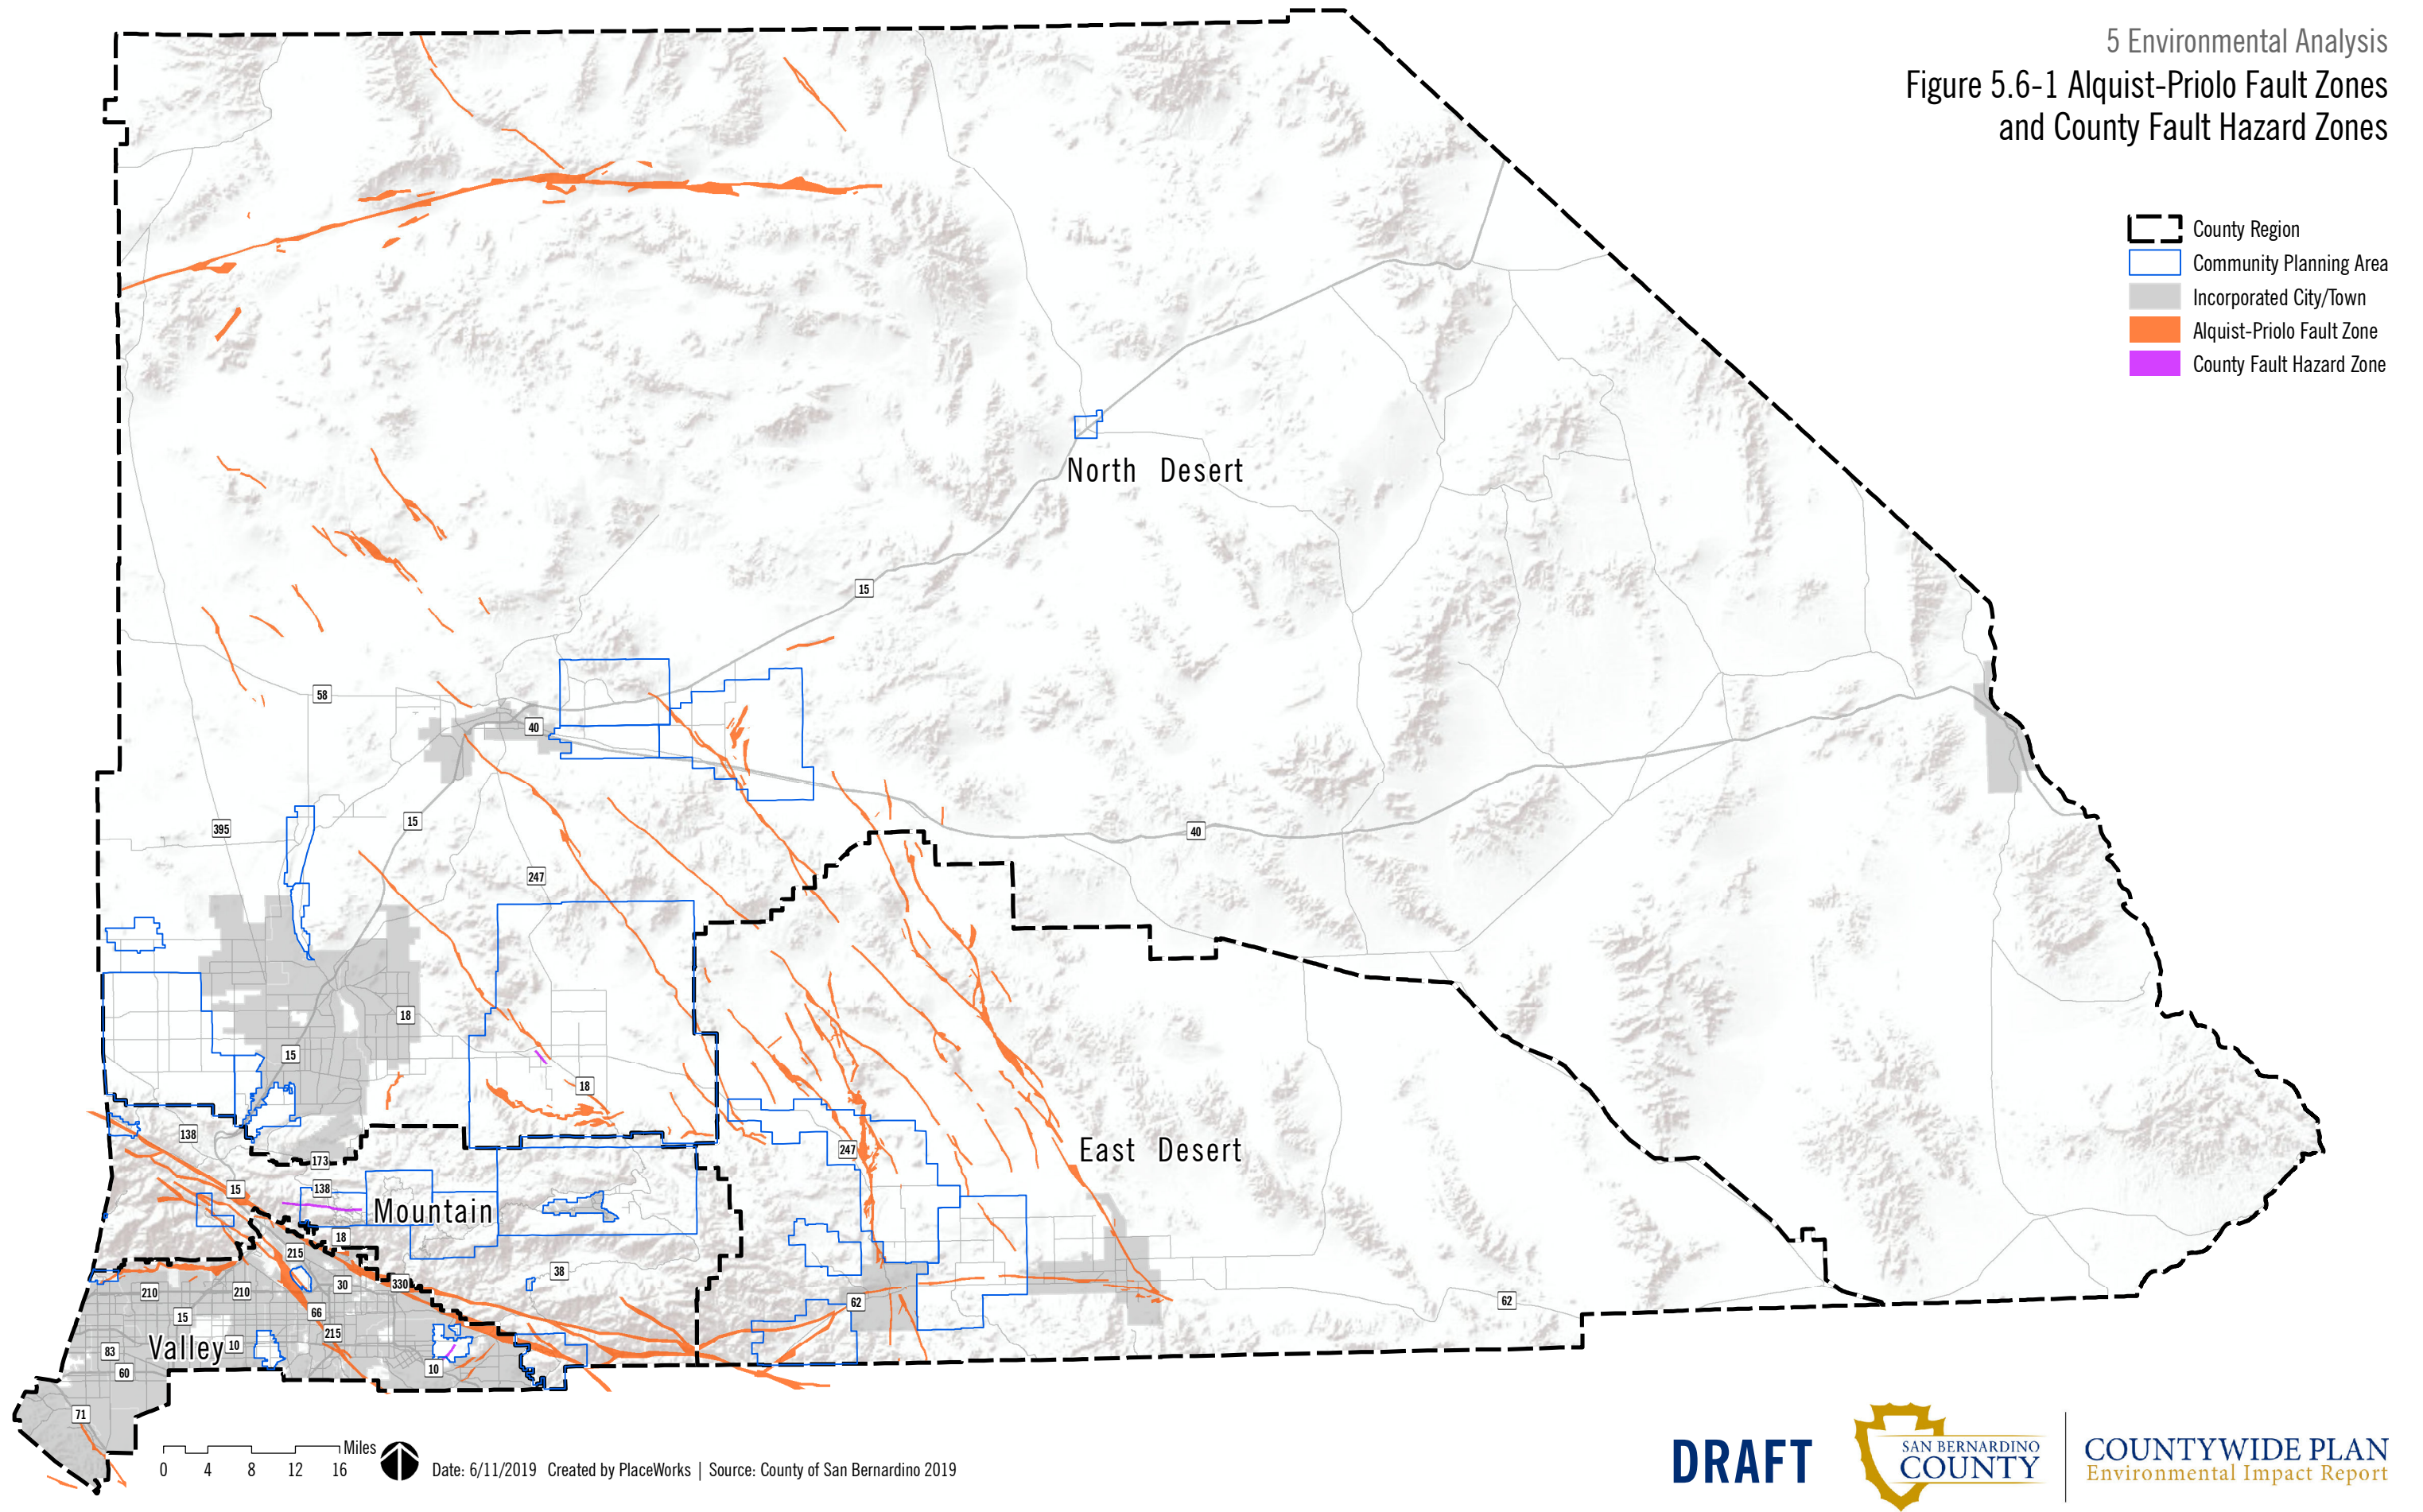 5 Environmental Analysis
Figure 5.6-1 Alquist-Priolo Fault Zones
and County Fault Hazard Zones
County Region
Community Planning Area
Incorporated City/Town
Alquist-Priolo Fault Zone
County Fault Hazard Zone
North Desert
15
58
40
15
395
40
247
18
15
18
138
247
East Desert
173
138
15
Mountain
18
215
38
330
30
210
210
62
62
66
15
215
Valley
10
83
60
10
71
Miles
0 4 8 12 16
Date: 6/11/2019 Created by PlaceWorks | Source: County of San Bernardino 2019
DRAFT
SAN BERNARDINO
COUNTY
COUNTYWIDE PLAN
Environmental Impact Report